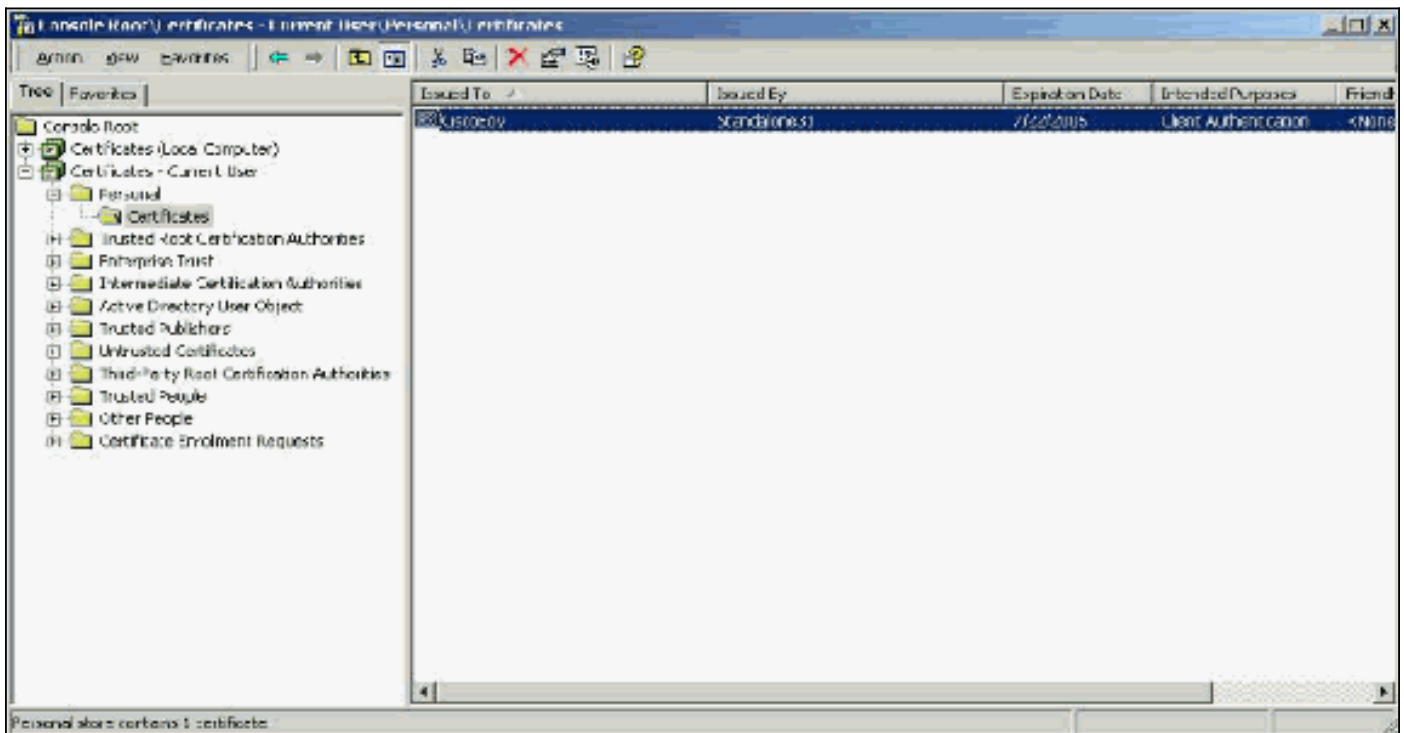 Console Root\Certificates - Current User\Personal\Certificates
Action View Favorites
Tree Favorites
Issued To Issued By Expiration Date Intended Purposes Friend
Console Root
Certificates (Local Computer)
Certificates - Current User
Personal
Certificates
Trusted Root Certification Authorities
Enterprise Trust
Intermediate Certification Authorities
Active Directory User Object
Trusted Publishers
Untrusted Certificates
Third-Party Root Certification Authorities
Trusted People
Other People
Certificate Enrolment Requests
Client Authentication <None
Personal store contains 1 certificate